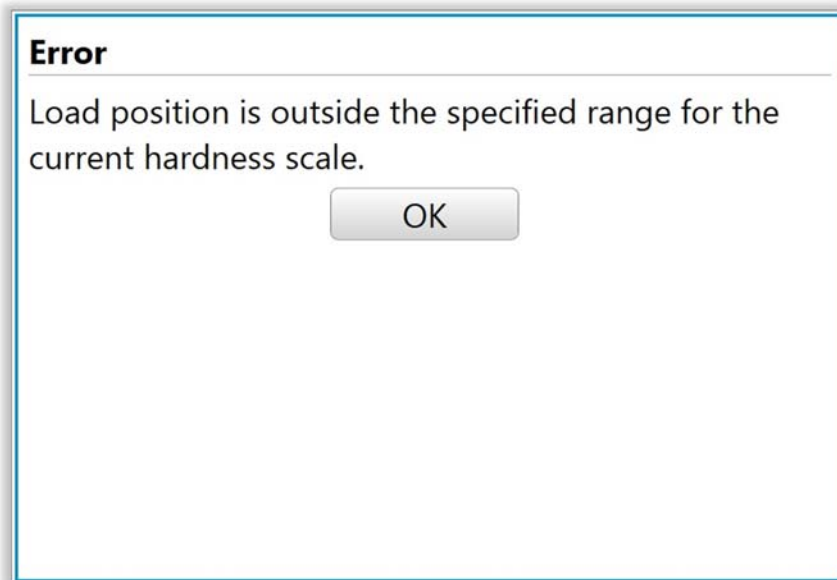 Error
Load position is outside the specified range for the
current hardness scale.
OK